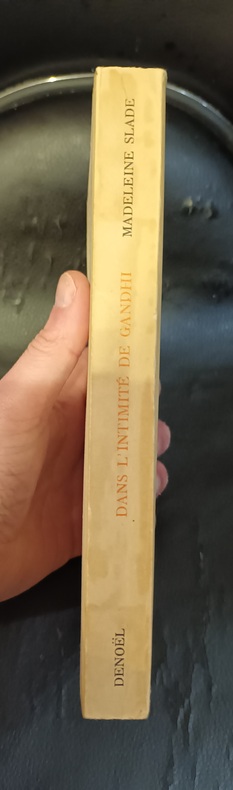 MADELEINE SLADE
DANS L'INTIMITÉ DE GANDHI
DENOËL